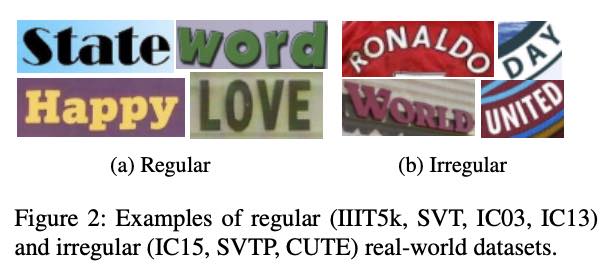 State word RONALDO DAY
Happy LOVE WORLD UNITED
(a) Regular (b) Irregular
Figure 2: Examples of regular (IIIT5k, SVT, IC03, IC13)
and irregular (IC15, SVTP, CUTE) real-world datasets.